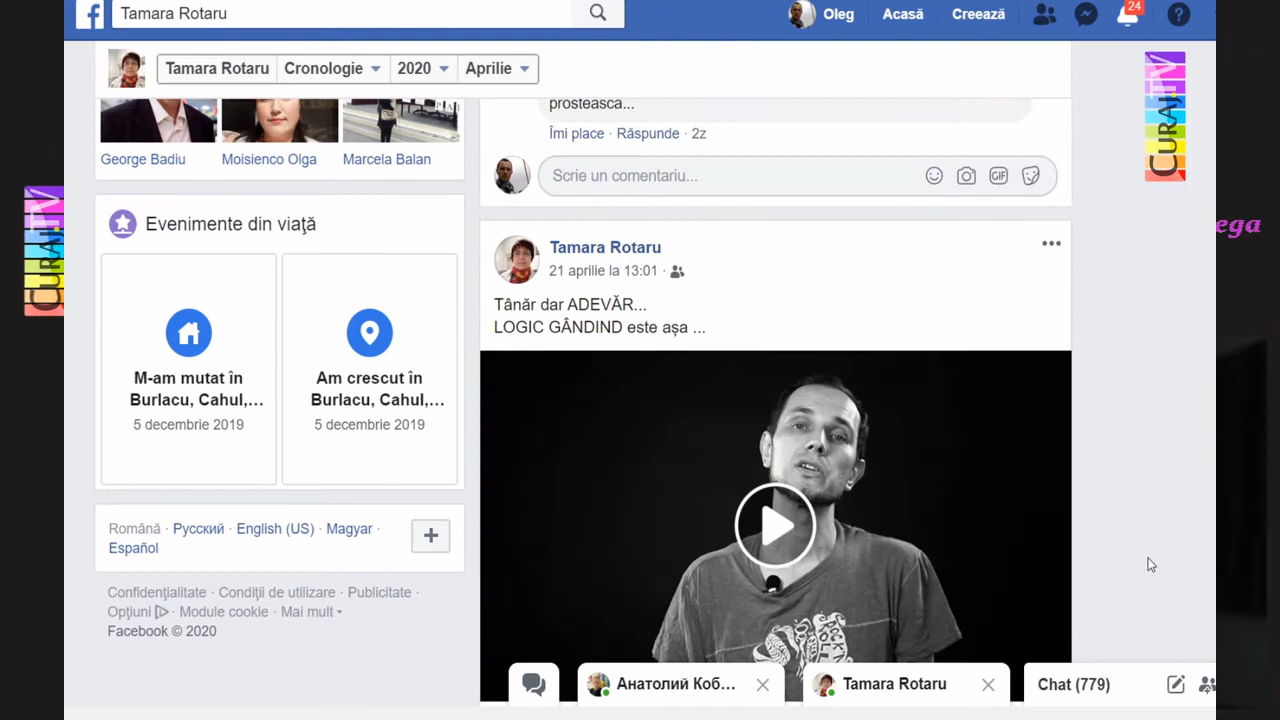 Tamara Rotaru
Oleg
Acasă
Creează
24
Tamara Rotaru
Cronologie
2020
Aprilie
George Badiu
Moisienco Olga
Marcela Balan
Evenimente din viață
M-am mutat în
Burlacu, Cahul,...
5 decembrie 2019
Am crescut în
Burlacu, Cahul,...
5 decembrie 2019
Română · Русский · English (US) · Magyar ·
Español
Confidențialitate · Condiții de utilizare · Publicitate ·
Opțiuni · Module cookie · Mai mult
Facebook © 2020
prostească...
Îmi place · Răspunde · 2z
Scrie un comentariu...
GIF
Tamara Rotaru
21 aprilie la 13:01 ·
Tânăr dar ADEVĂR...
LOGIC GÂNDIND este așa ...
Анатолий Коб...
Tamara Rotaru
Chat (779)
CURAJ.TV
CURAJ.TV
ega